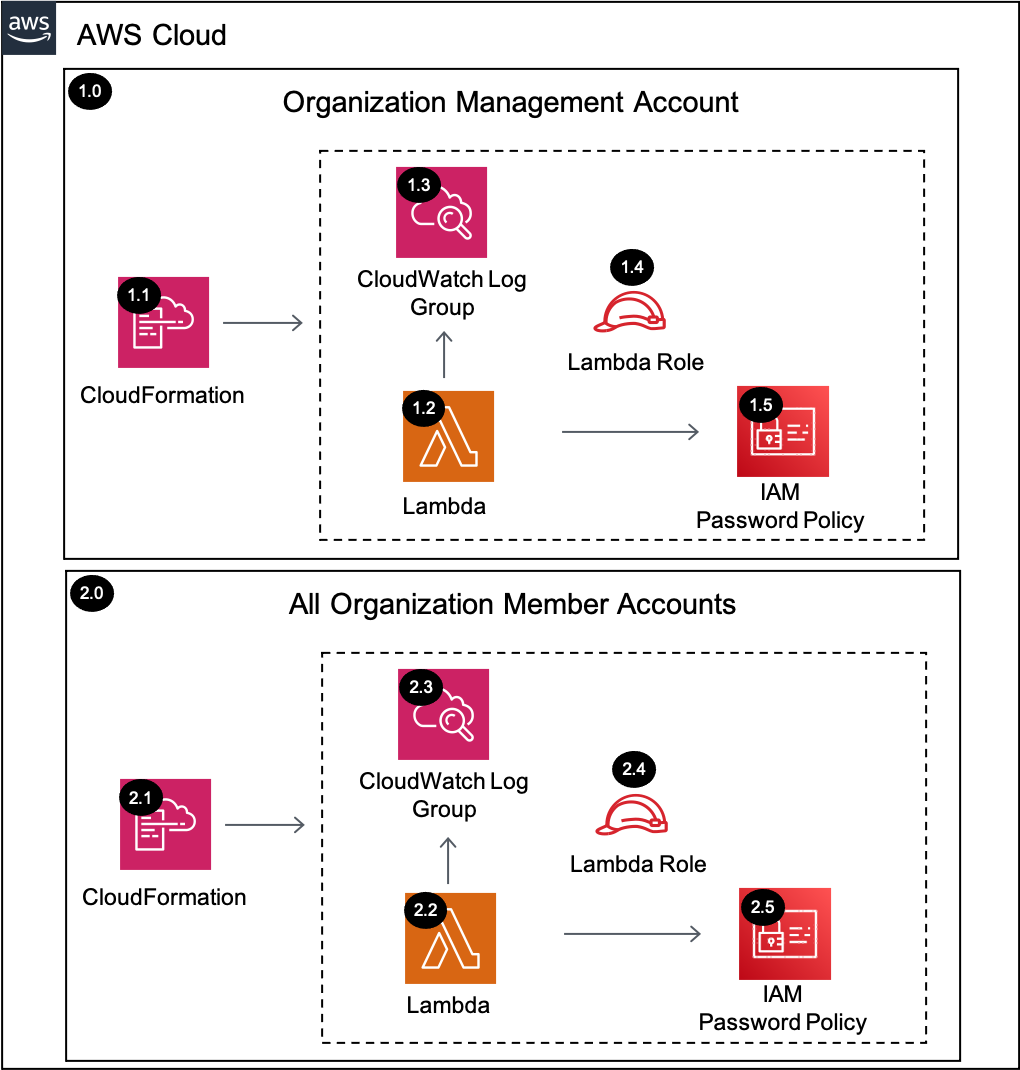 aws
AWS Cloud
1.0
Organization Management Account
1.3
CloudWatch Log
Group
1.4
Lambda Role
1.1
CloudFormation
1.2
Lambda
1.5
IAM
Password Policy
2.0
All Organization Member Accounts
2.3
CloudWatch Log
Group
2.4
Lambda Role
2.1
CloudFormation
2.2
Lambda
2.5
IAM
Password Policy